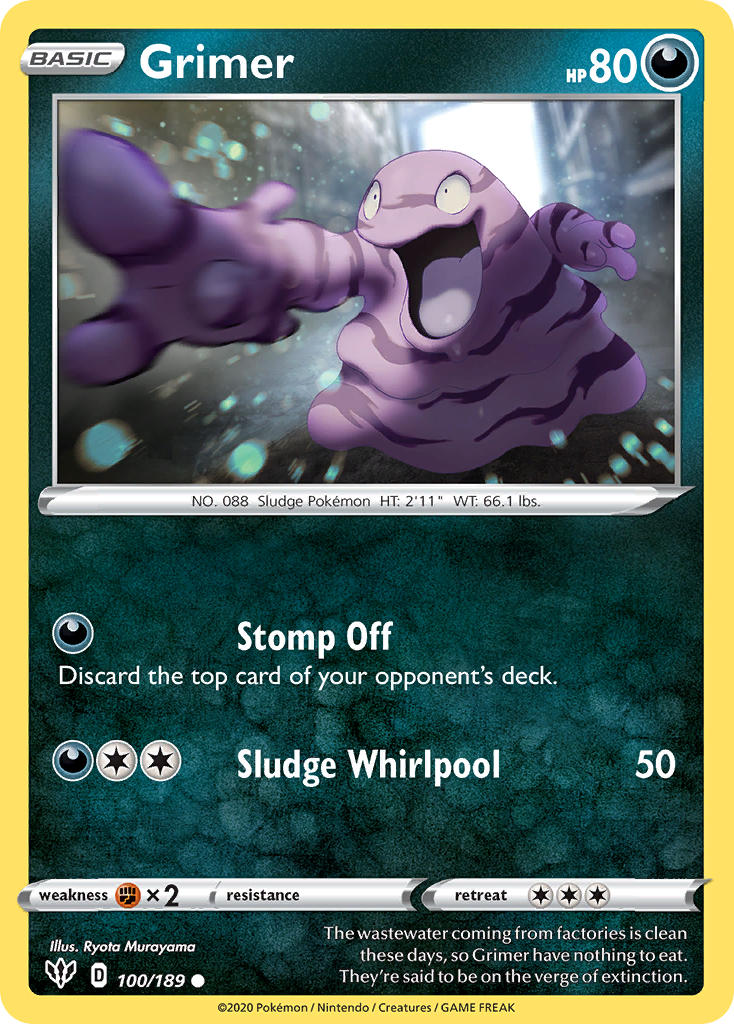 BASIC Grimer HP 80
NO. 088 Sludge Pokémon HT: 2'11" WT: 66.1 lbs.
Stomp Off
Discard the top card of your opponent's deck.
Sludge Whirlpool 50
weakness ×2 resistance retreat
Illus. Ryota Murayama
D 100/189
The wastewater coming from factories is clean
these days, so Grimer have nothing to eat.
They're said to be on the verge of extinction.
©2020 Pokémon / Nintendo / Creatures / GAME FREAK